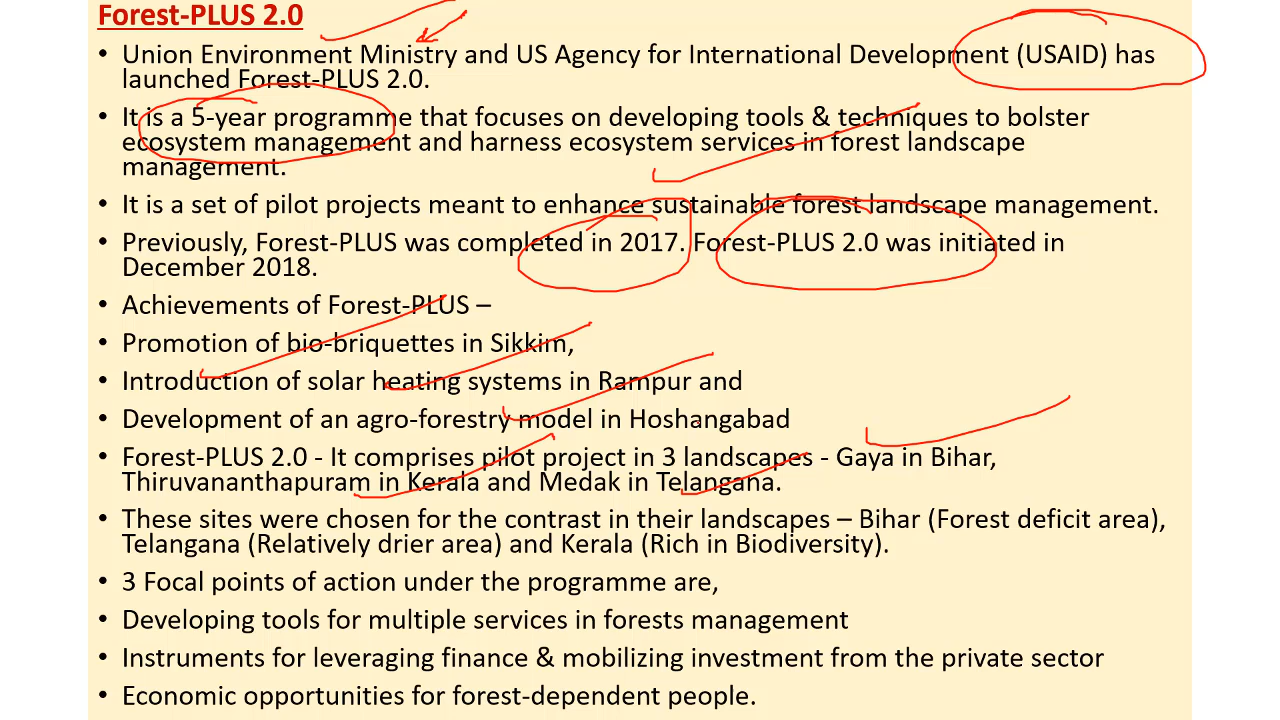 Forest-PLUS 2.0
• Union Environment Ministry and US Agency for International Development (USAID) has
launched Forest-PLUS 2.0.
• It is a 5-year programme that focuses on developing tools & techniques to bolster
ecosystem management and harness ecosystem services in forest landscape
management.
• It is a set of pilot projects meant to enhance sustainable forest landscape management.
• Previously, Forest-PLUS was completed in 2017. Forest-PLUS 2.0 was initiated in
December 2018.
• Achievements of Forest-PLUS –
• Promotion of bio-briquettes in Sikkim,
• Introduction of solar heating systems in Rampur and
• Development of an agro-forestry model in Hoshangabad
• Forest-PLUS 2.0 - It comprises pilot project in 3 landscapes - Gaya in Bihar,
Thiruvananthapuram in Kerala and Medak in Telangana.
• These sites were chosen for the contrast in their landscapes – Bihar (Forest deficit area),
Telangana (Relatively drier area) and Kerala (Rich in Biodiversity).
• 3 Focal points of action under the programme are,
• Developing tools for multiple services in forests management
• Instruments for leveraging finance & mobilizing investment from the private sector
• Economic opportunities for forest-dependent people.